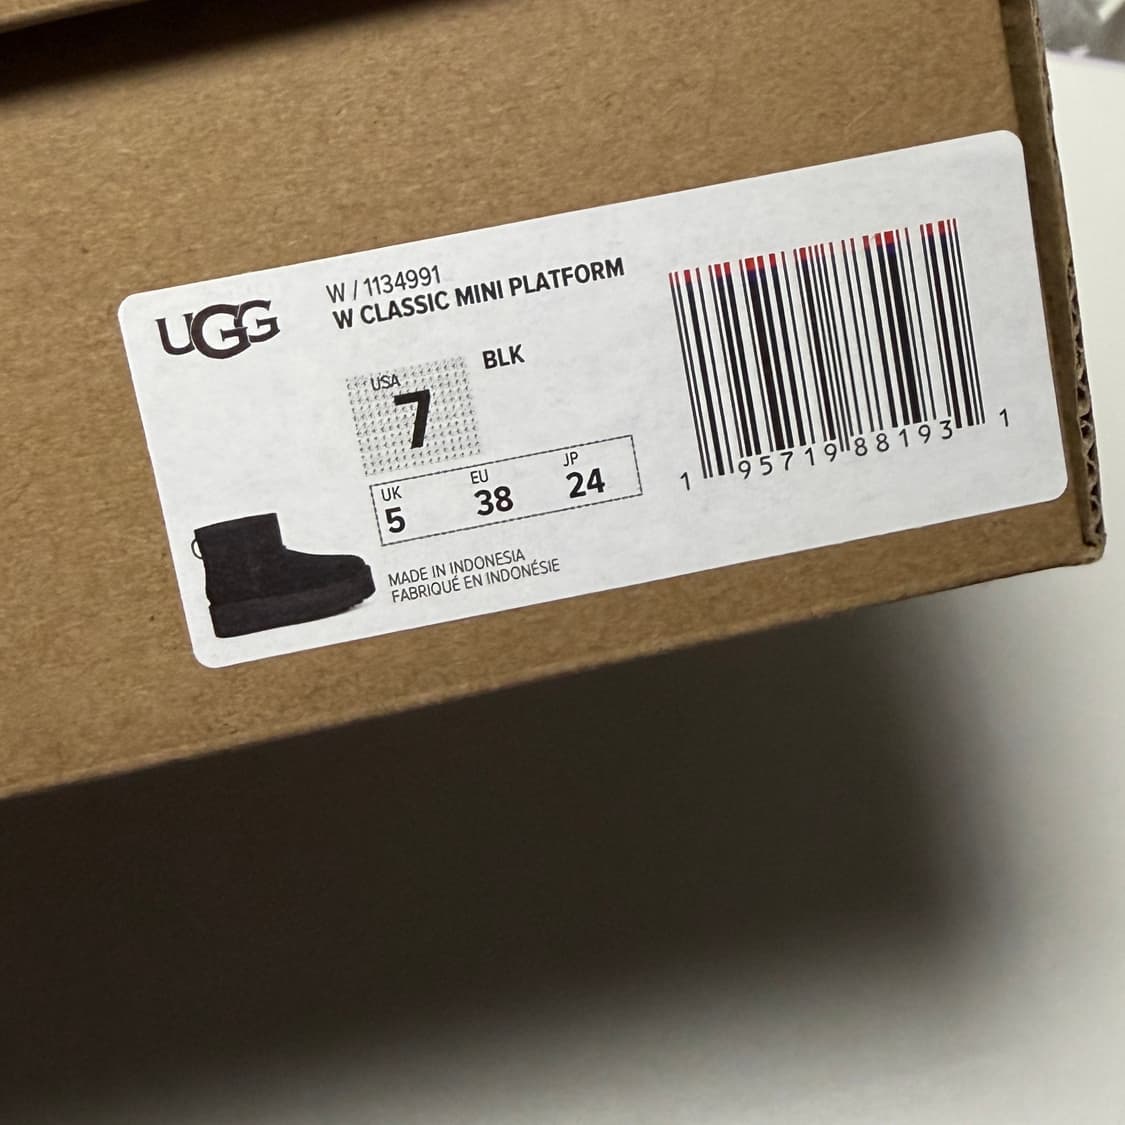 UGG
W / 1134991
W CLASSIC MINI PLATFORM
BLK
USA
7
UK EU JP
5 38 24
MADE IN INDONESIA
FABRIQUÉ EN INDONÉSIE
1 95719 88193 1